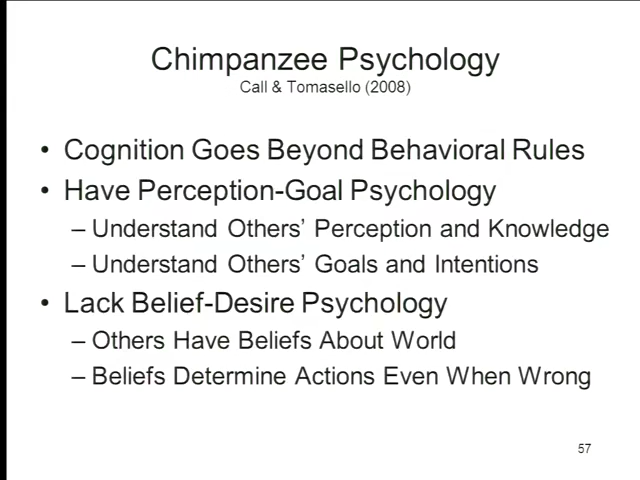 Chimpanzee Psychology
Call & Tomasello (2008)
• Cognition Goes Beyond Behavioral Rules
• Have Perception-Goal Psychology
– Understand Others’ Perception and Knowledge
– Understand Others’ Goals and Intentions
• Lack Belief-Desire Psychology
– Others Have Beliefs About World
– Beliefs Determine Actions Even When Wrong
57